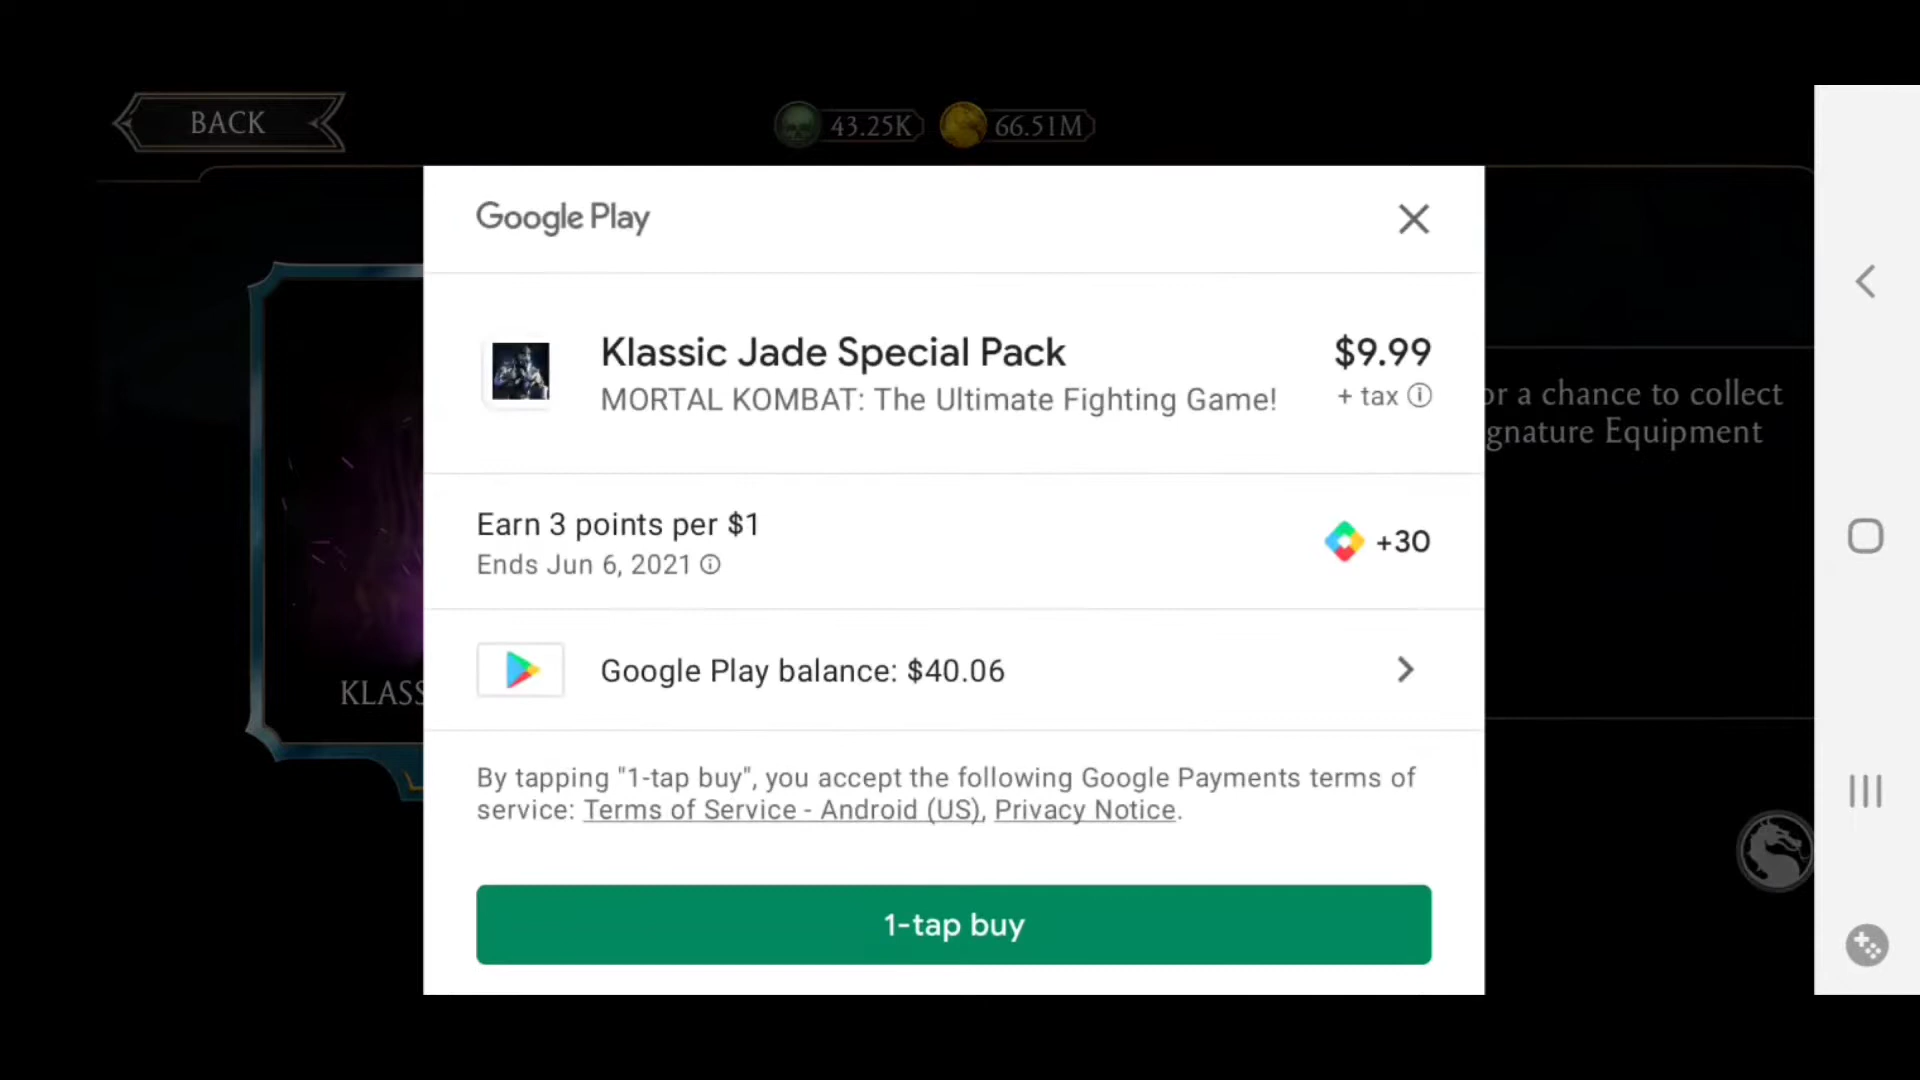 BACK
43.25K
66.51M
Google Play
Klassic Jade Special Pack
$9.99
MORTAL KOMBAT: The Ultimate Fighting Game!
+ tax
or a chance to collect
gnature Equipment
Earn 3 points per $1
Ends Jun 6, 2021
+30
Google Play balance: $40.06
KLASS
By tapping "1-tap buy", you accept the following Google Payments terms of
service: Terms of Service - Android (US), Privacy Notice.
1-tap buy